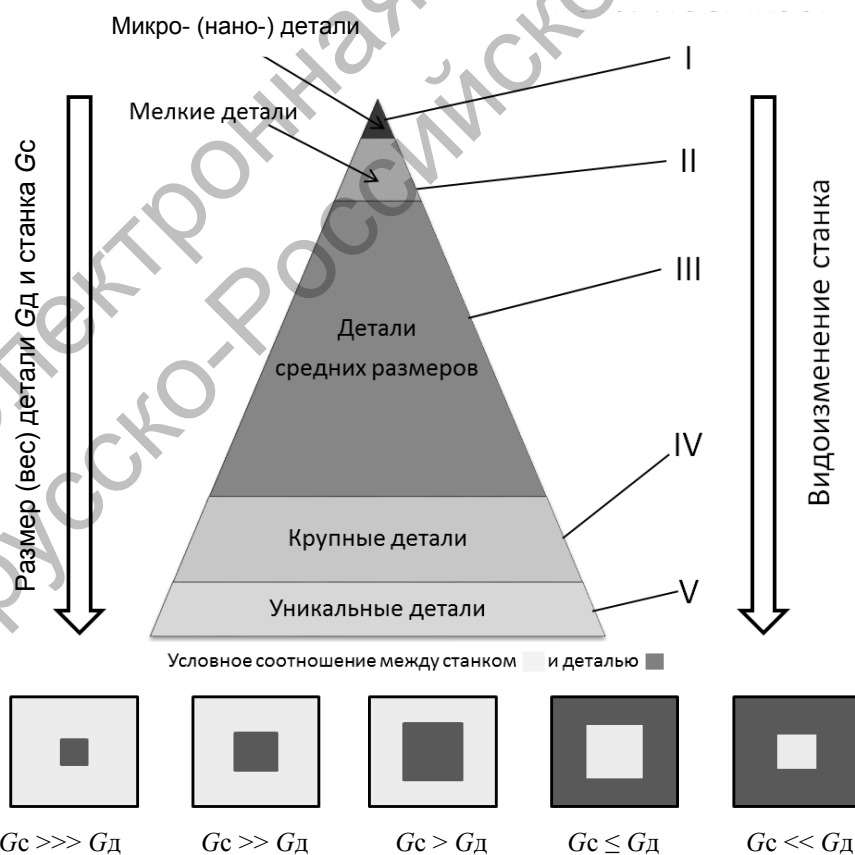 Микро- (нано-) детали
I
Мелкие детали
II
III
Детали
средних размеров
IV
Крупные детали
V
Уникальные детали
Размер (вес) детали Gд и станка Gс
Видоизменение станка
Условное соотношение между станком и деталью
Gс >>> Gд
Gс >> Gд
Gс > Gд
Gс ≤ Gд
Gс << Gд